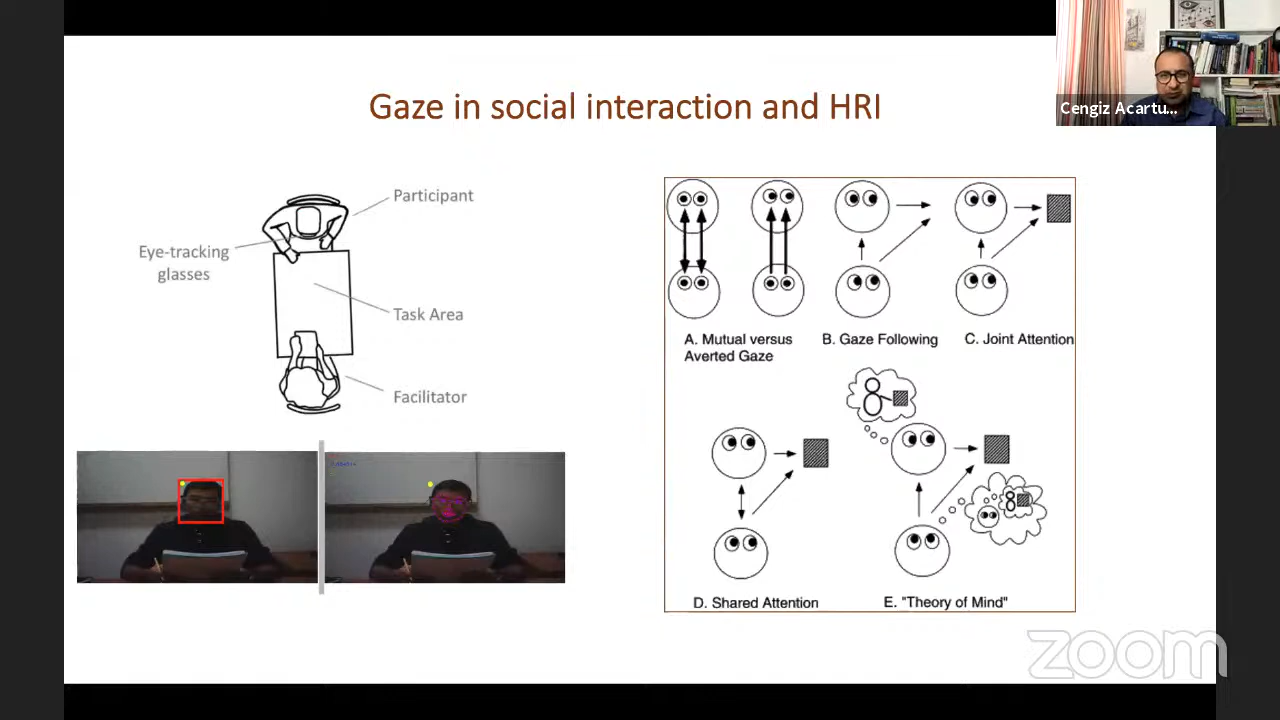 Gaze in social interaction and HRI
Cengiz Acartu...
Participant
Eye-tracking
glasses
Task Area
Facilitator
A. Mutual versus
Averted Gaze
B. Gaze Following
C. Joint Attention
D. Shared Attention
E. "Theory of Mind"
zoom